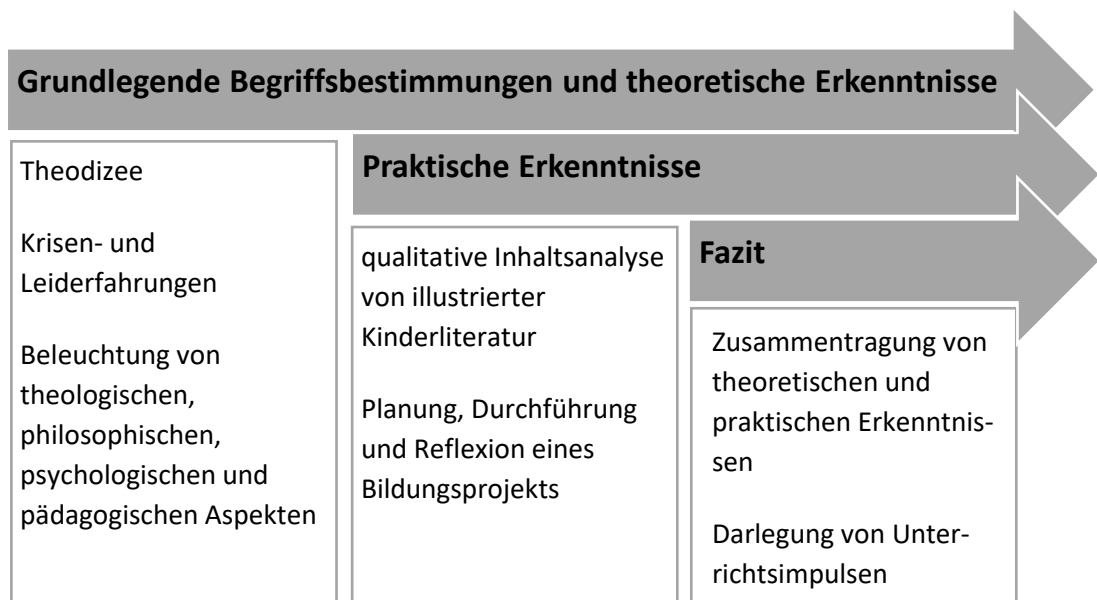 Grundlegende Begriffsbestimmungen und theoretische Erkenntnisse
Theodizee
Krisen- und
Leiderfahrungen
Beleuchtung von
theologischen,
philosophischen,
psychologischen und
pädagogischen Aspekten
Praktische Erkenntnisse
qualitative Inhaltsanalyse
von illustrierter
Kinderliteratur
Planung, Durchführung
und Reflexion eines
Bildungsprojekts
Fazit
Zusammentragung von
theoretischen und
praktischen Erkenntnis-
sen
Darlegung von Unter-
richtsimpulsen